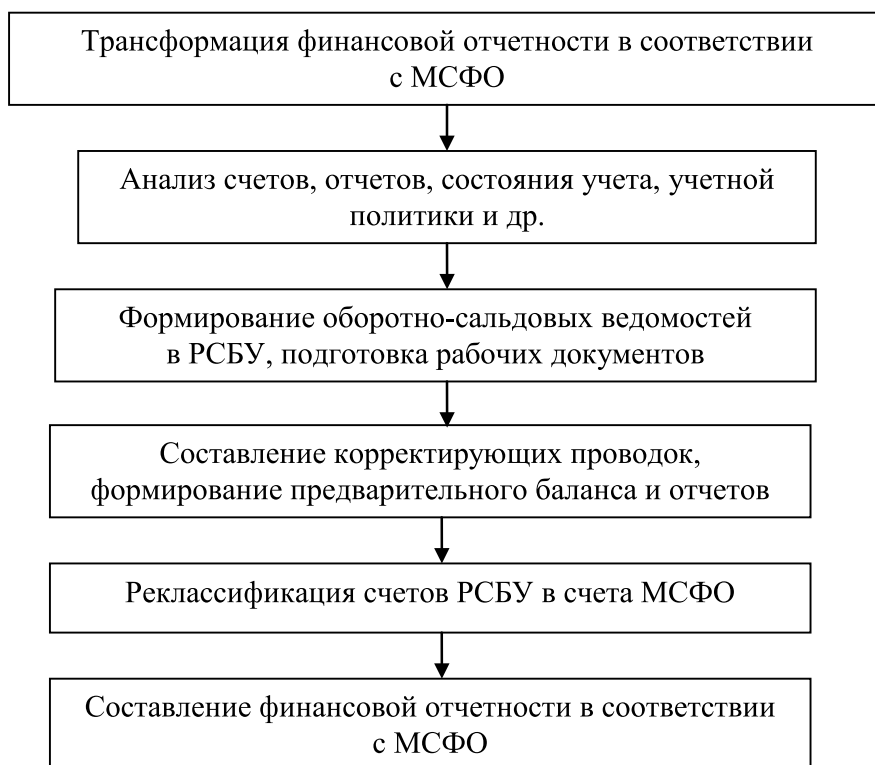 Трансформация финансовой отчетности в соответствии
с МСФО
Анализ счетов, отчетов, состояния учета, учетной
политики и др.
Формирование оборотно-сальдовых ведомостей
в РСБУ, подготовка рабочих документов
Составление корректирующих проводок,
формирование предварительного баланса и отчетов
Реклассификация счетов РСБУ в счета МСФО
Составление финансовой отчетности в соответствии
с МСФО